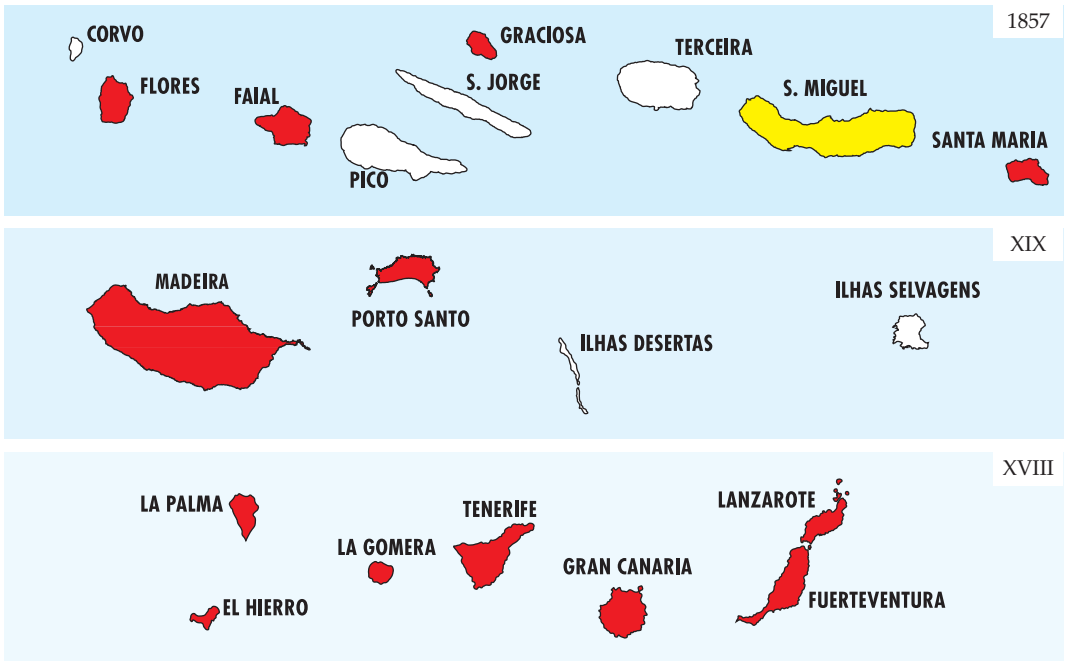 1857
CORVO
GRACIOSA
TERCEIRA
FLORES
S. JORGE
FAIAL
S. MIGUEL
SANTA MARIA
PICO
XIX
MADEIRA
ILHAS SELVAGENS
PORTO SANTO
ILHAS DESERTAS
XVIII
LA PALMA
LANZAROTE
TENERIFE
LA GOMERA
GRAN CANARIA
EL HIERRO
FUERTEVENTURA